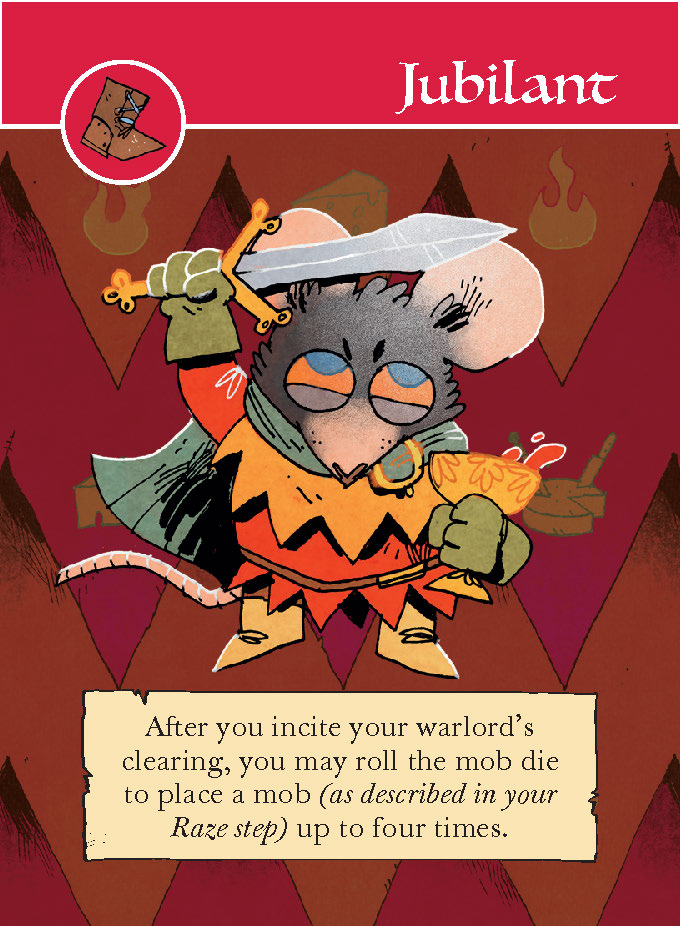 Jubilant
After you incite your warlord’s
clearing, you may roll the mob die
to place a mob (as described in your
Raze step) up to four times.